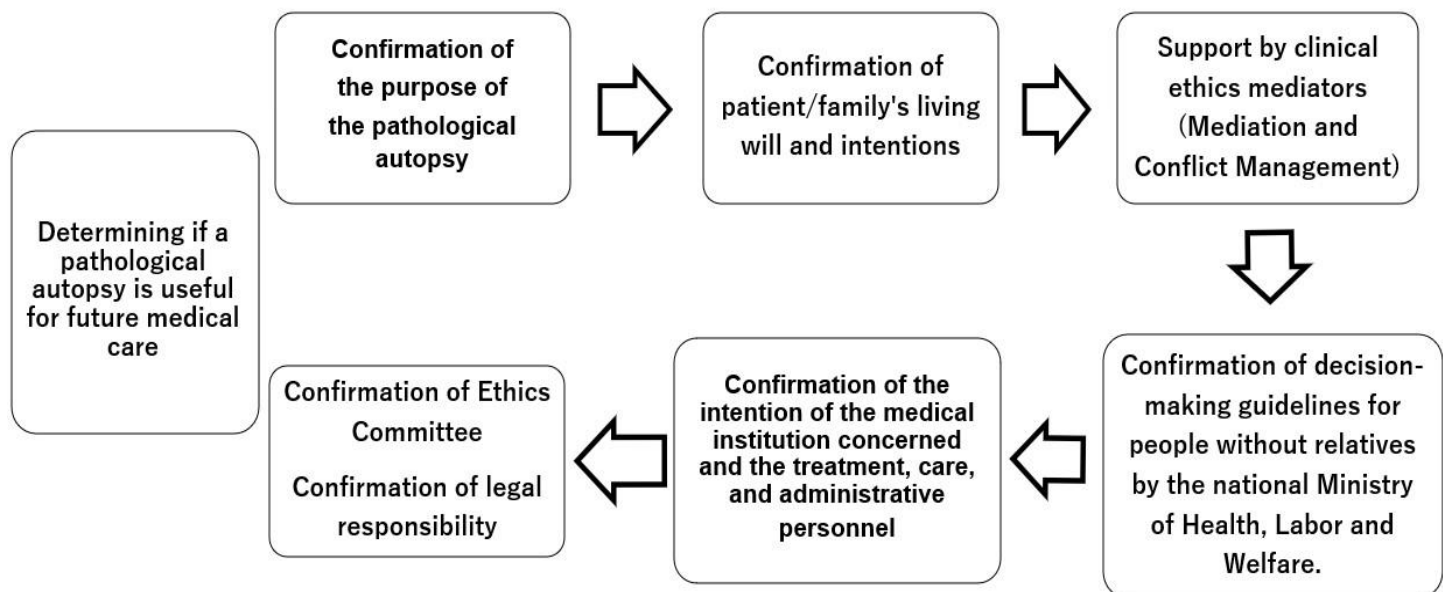 Determining if a
pathological
autopsy is useful
for future medical
care
Confirmation of
the purpose of
the pathological
autopsy
Confirmation of
patient/family's living
will and intentions
Support by clinical
ethics mediators
(Mediation and
Conflict Management)
Confirmation of decision-
making guidelines for
people without relatives
by the national Ministry
of Health, Labor and
Welfare.
Confirmation of the
intention of the medical
institution concerned
and the treatment, care,
and administrative
personnel
Confirmation of Ethics
Committee
Confirmation of legal
responsibility